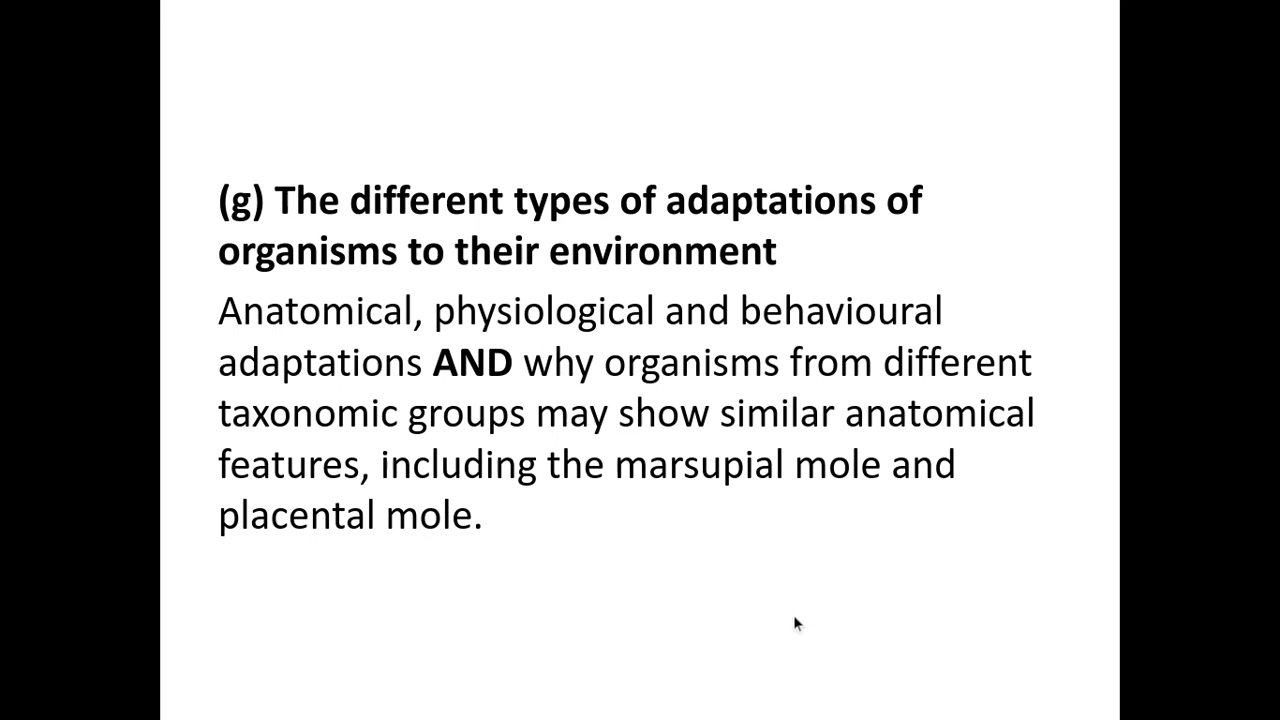 (g) The different types of adaptations of
organisms to their environment
Anatomical, physiological and behavioural
adaptations AND why organisms from different
taxonomic groups may show similar anatomical
features, including the marsupial mole and
placental mole.